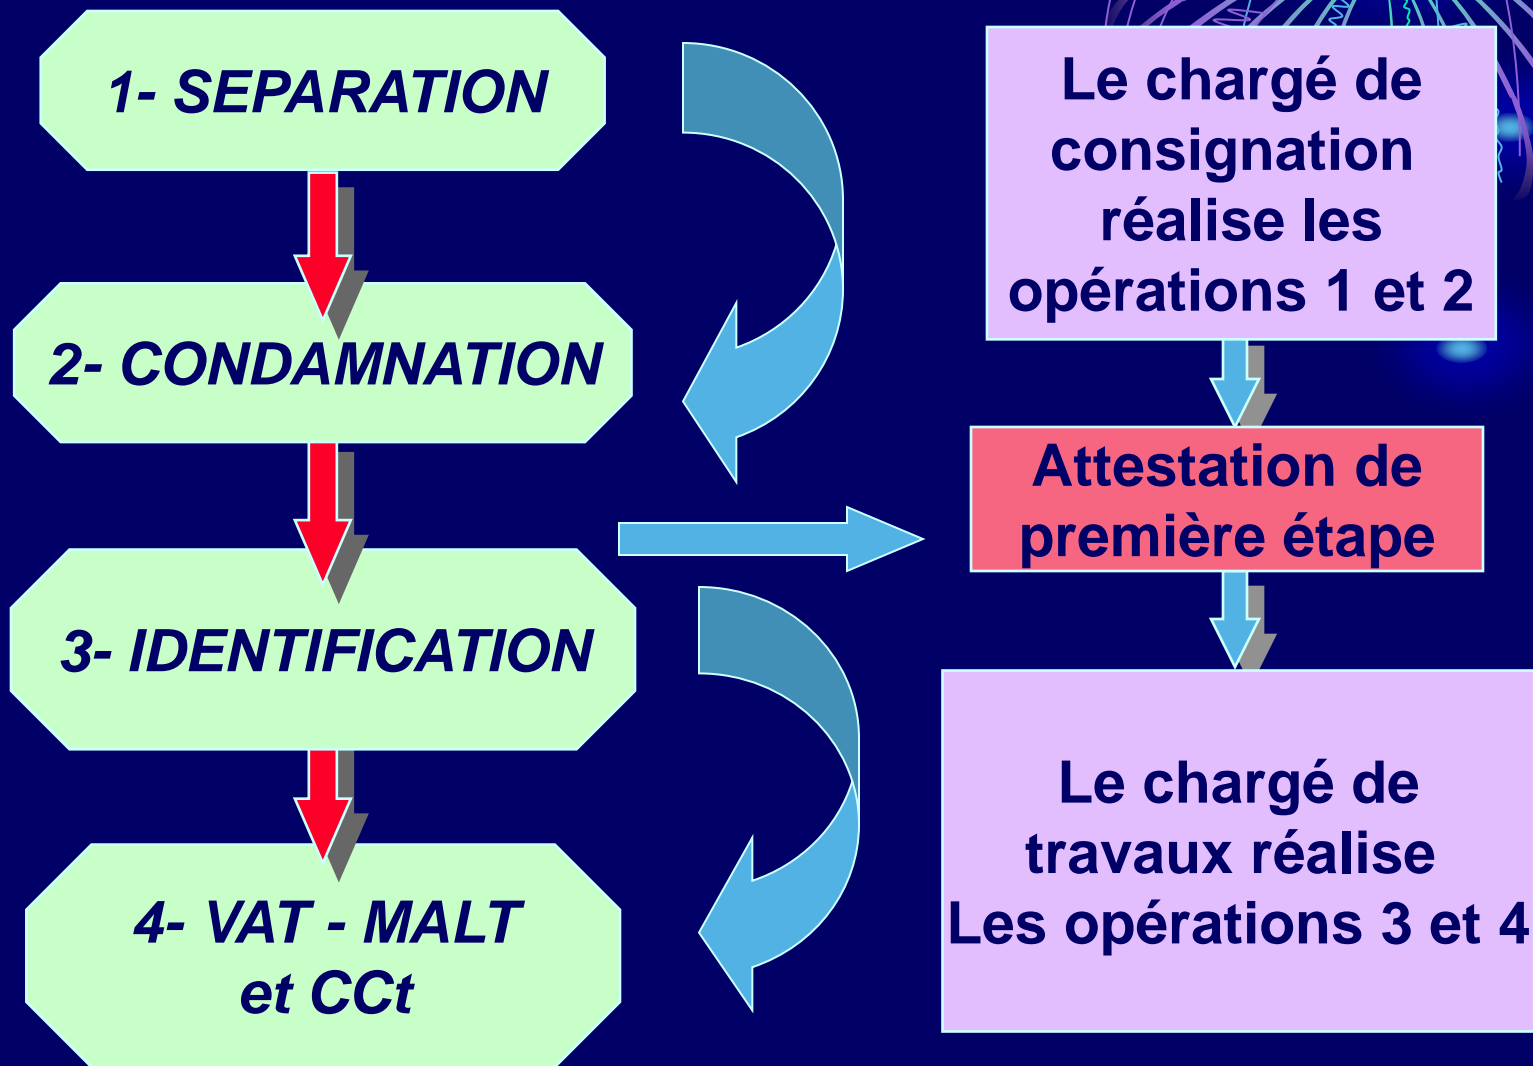 1- SEPARATION
2- CONDAMNATION
3- IDENTIFICATION
4- VAT - MALT
et CCt
Le chargé de
consignation
réalise les
opérations 1 et 2
Attestation de
première étape
Le chargé de
travaux réalise
Les opérations 3 et 4